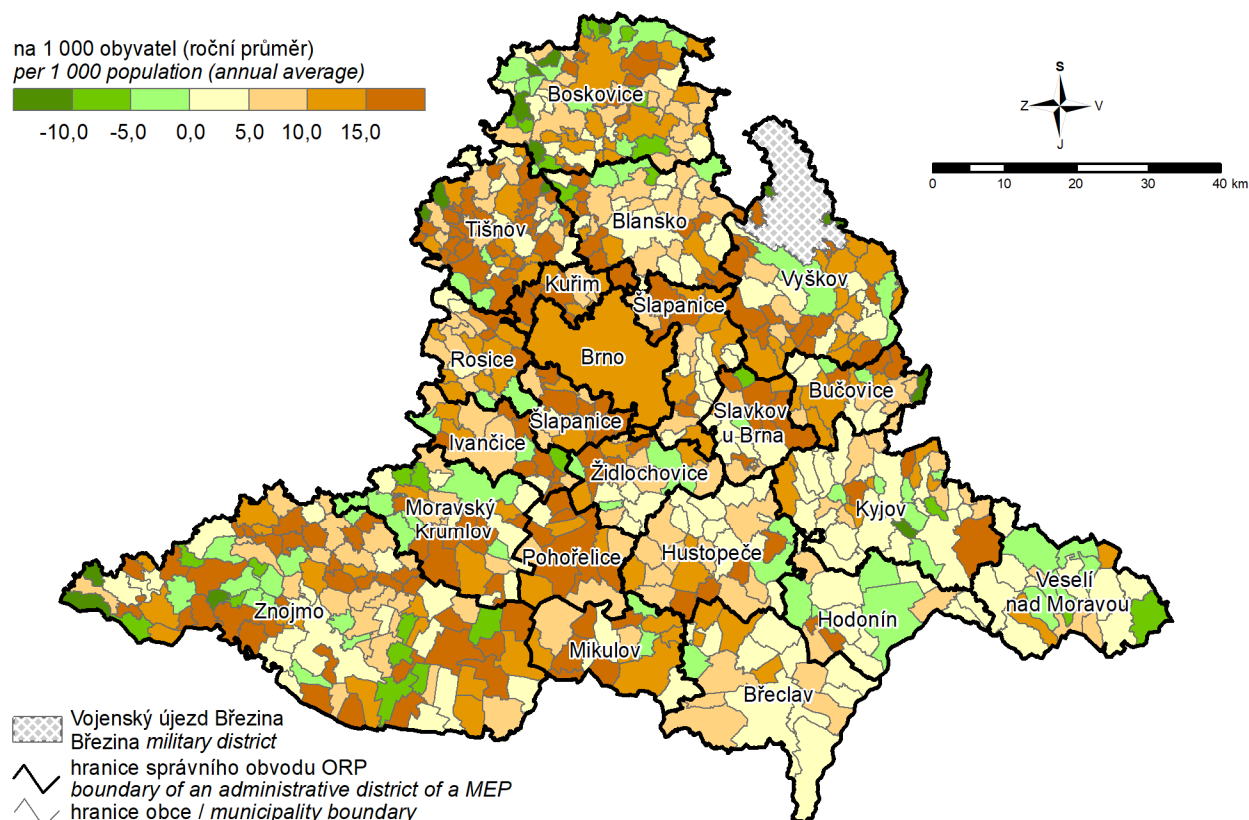 na 1 000 obyvatel (roční průměr)
per 1 000 population (annual average)
-10,0 -5,0 0,0 5,0 10,0 15,0
S
Z V
J
0 10 20 30 40 km
Boskovice
Tišnov
Blansko
Vyškov
Kuřim
Šlapanice
Brno
Rosice
Bučovice
Slavkov
u Brna
Šlapanice
Ivančice
Židlochovice
Moravský
Krumlov
Kyjov
Pohořelice
Hustopeče
Veselí
nad Moravou
Znojmo
Hodonín
Mikulov
Břeclav
Vojenský újezd Březina
Březina military district
hranice správního obvodu ORP
boundary of an administrative district of a MEP
hranice obce / municipality boundary